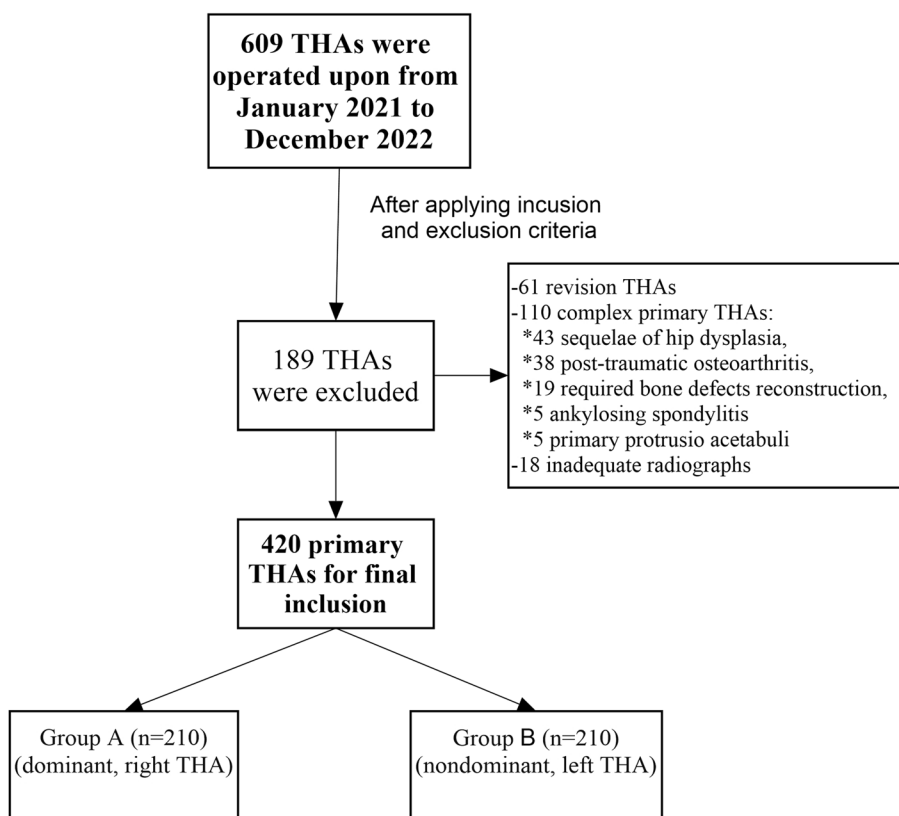 609 THAs were
operated upon from
January 2021 to
December 2022
After applying incusion
and exclusion criteria
-61 revision THAs
-110 complex primary THAs:
*43 sequelae of hip dysplasia,
*38 post-traumatic osteoarthritis,
*19 required bone defects reconstruction,
*5 ankylosing spondylitis
*5 primary protrusio acetabuli
-18 inadequate radiographs
189 THAs
were excluded
420 primary
THAs for final
inclusion
Group A (n=210)
(dominant, right THA)
Group B (n=210)
(nondominant, left THA)